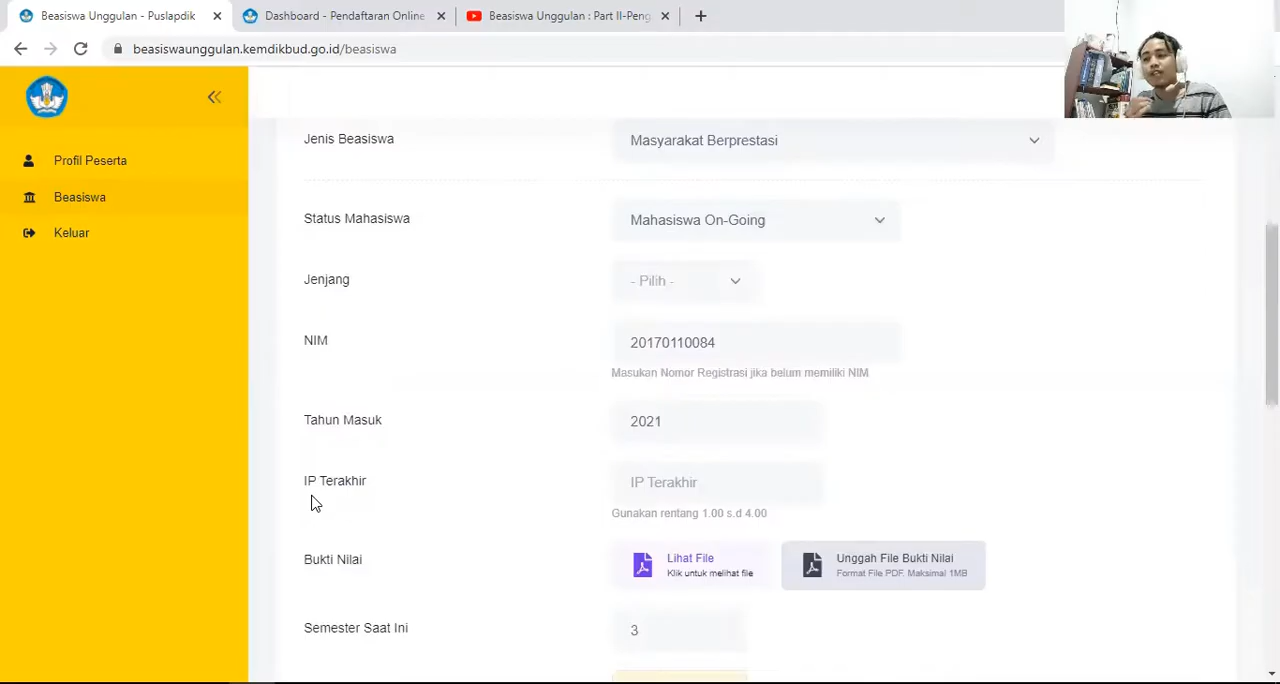 Beasiswa Unggulan - Puslapdik
Dashboard - Pendaftaran Online
Beasiswa Unggulan : Part II-Peng
beasiswaunggulan.kemdikbud.go.id/beasiswa
Profil Peserta
Beasiswa
Keluar
Jenis Beasiswa
Masyarakat Berprestasi
Status Mahasiswa
Mahasiswa On-Going
Jenjang
- Pilih -
NIM
20170110084
Masukan Nomor Registrasi jika belum memiliki NIM
Tahun Masuk
2021
IP Terakhir
IP Terakhir
Gunakan rentang 1.00 s.d 4.00
Bukti Nilai
Lihat File
Klik untuk melihat file
Unggah File Bukti Nilai
Format File PDF. Maksimal 1MB
Semester Saat Ini
3